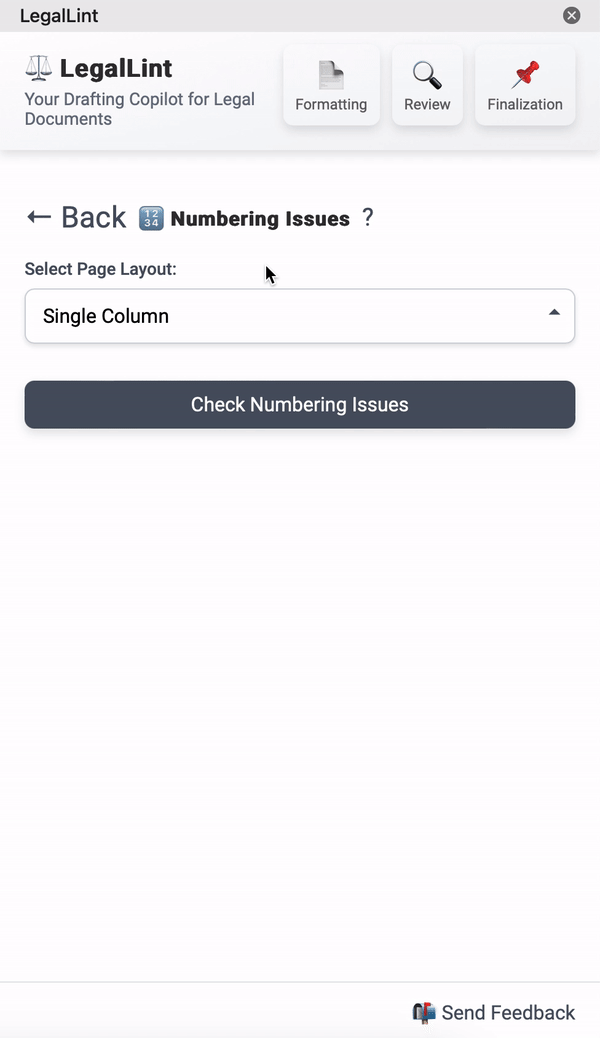 LegalLint
LegalLint
Your Drafting Copilot for Legal
Documents
Formatting
Review
Finalization
← Back 🔢 Numbering Issues ?
Select Page Layout:
Single Column
Check Numbering Issues
Send Feedback